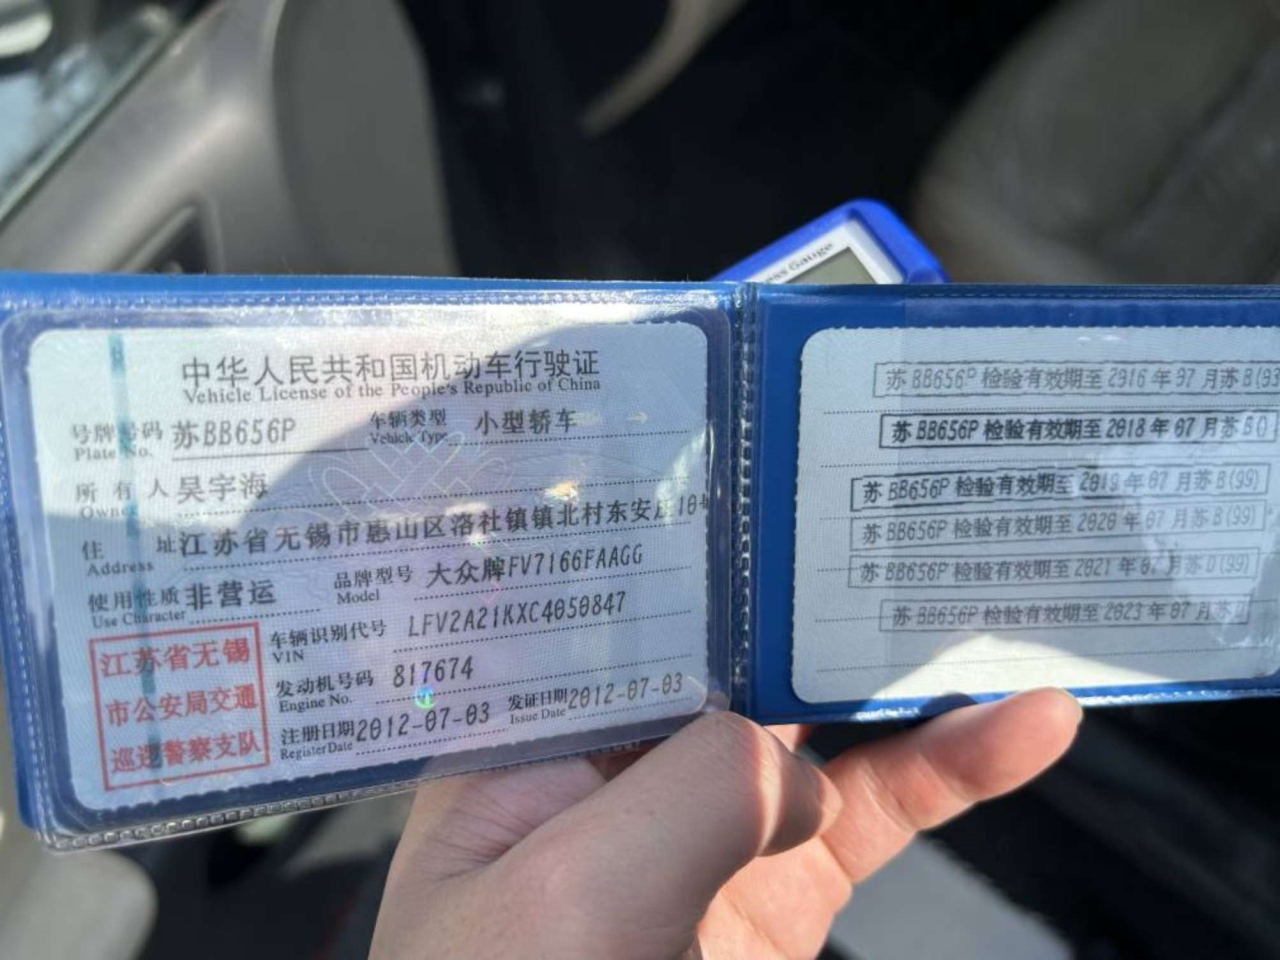 ss Gauge
中华人民共和国机动车行驶证
Vehicle License of the People's Republic of China
号牌号码 苏BB656P 车辆类型 小型轿车
Plate No. Vehicle Type
所有人 吴宇海
Owner
住址 江苏省无锡市惠山区洛社镇镇北村东安庄10
Address
使用性质 非营运 品牌型号 大众牌FV7166FAAGG
Use Character Model
车辆识别代号 LFV2A21KXC4050847
VIN
发动机号码 817674
Engine No.
注册日期 2012-07-03 发证日期 2012-07-03
Register Date Issue Date
江苏省无锡
市公安局交通
巡逻警察支队
苏BB656P 检验有效期至 2016年07月苏B(93
苏BB656P 检验有效期至 2018年07月苏B()
苏BB656P 检验有效期至 2019年07月苏B(99)
苏BB656P 检验有效期至 2020年07月苏B(99)
苏BB656P 检验有效期至 2021年07月苏D(99)
苏BB656P 检验有效期至 2023年07月苏